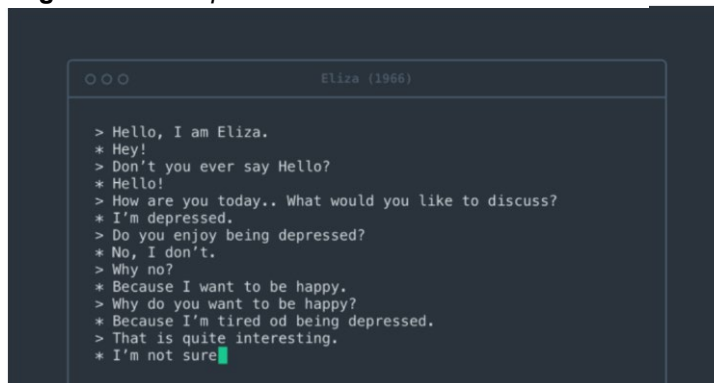 Eliza (1966)
> Hello, I am Eliza.
* Hey!
> Don't you ever say Hello?
* Hello!
> How are you today.. What would you like to discuss?
* I'm depressed.
> Do you enjoy being depressed?
* No, I don't.
> Why no?
* Because I want to be happy.
> Why do you want to be happy?
* Because I'm tired od being depressed.
> That is quite interesting.
* I'm not sure